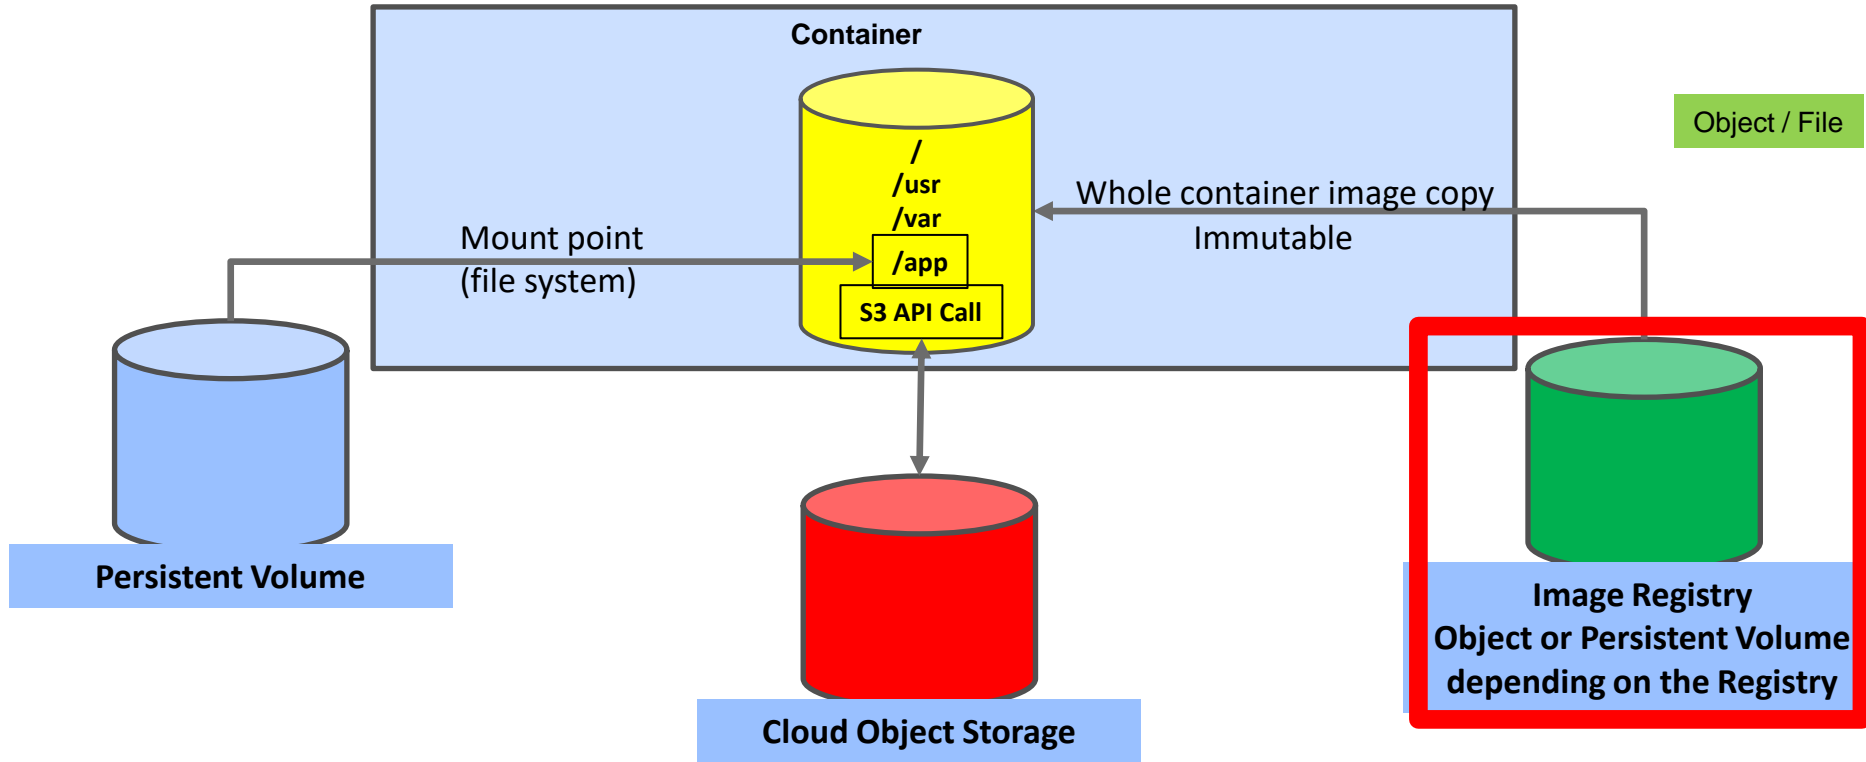 Container
Object / File
/
/usr
/var
/app
S3 API Call
Mount point
(file system)
Whole container image copy
Immutable
Persistent Volume
Cloud Object Storage
Image Registry
Object or Persistent Volume
depending on the Registry